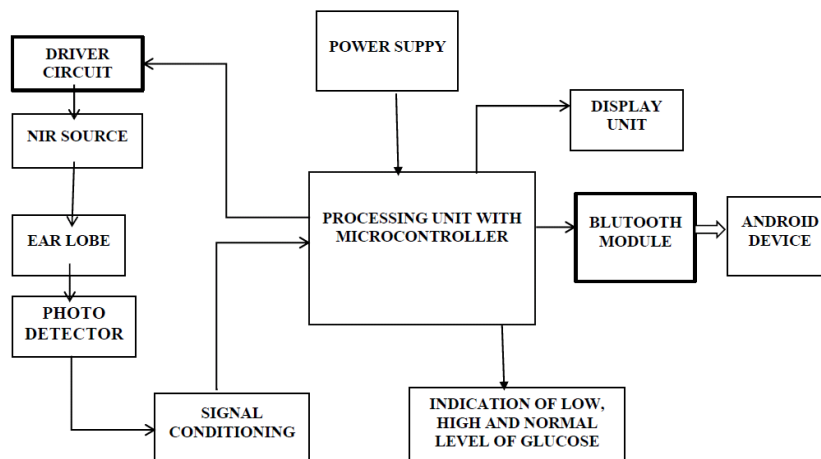 DRIVER
CIRCUIT
POWER SUPPY
DISPLAY
UNIT
NIR SOURCE
PROCESSING UNIT WITH
MICROCONTROLLER
BLUTOOTH
MODULE
ANDROID
DEVICE
EAR LOBE
PHOTO
DETECTOR
SIGNAL
CONDITIONING
INDICATION OF LOW,
HIGH AND NORMAL
LEVEL OF GLUCOSE